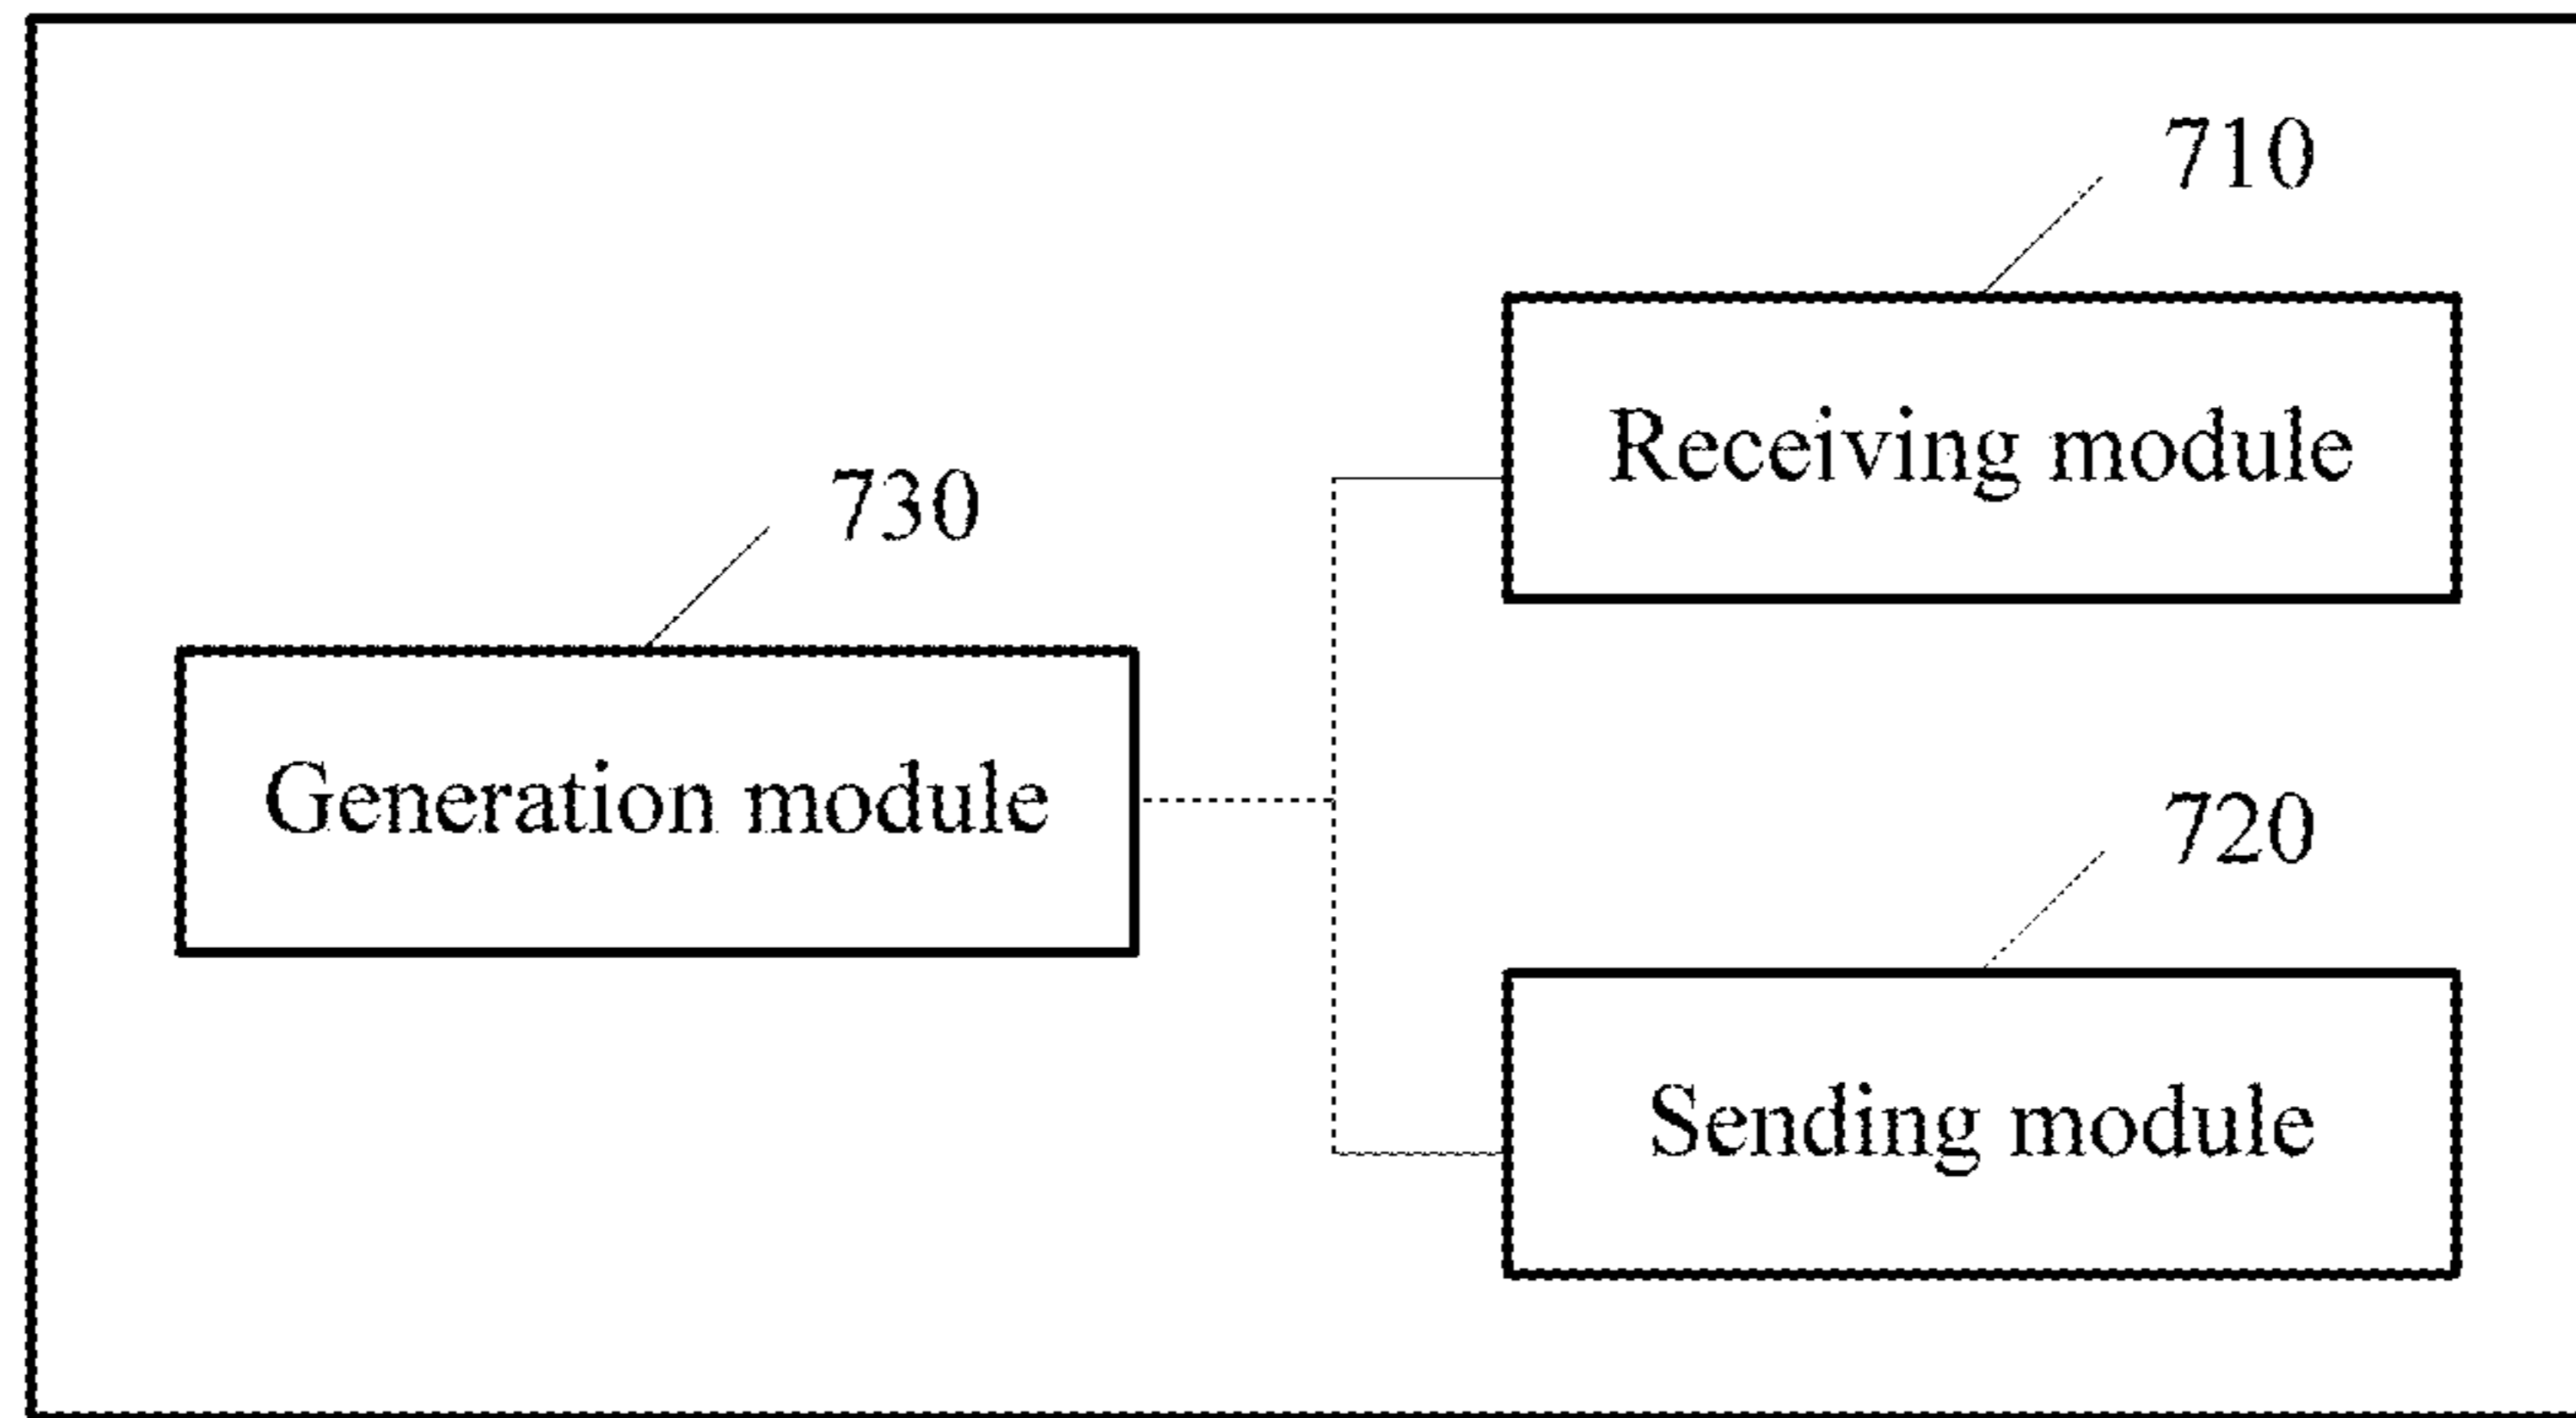 710
Receiving module
730
Generation module
720
Sending module